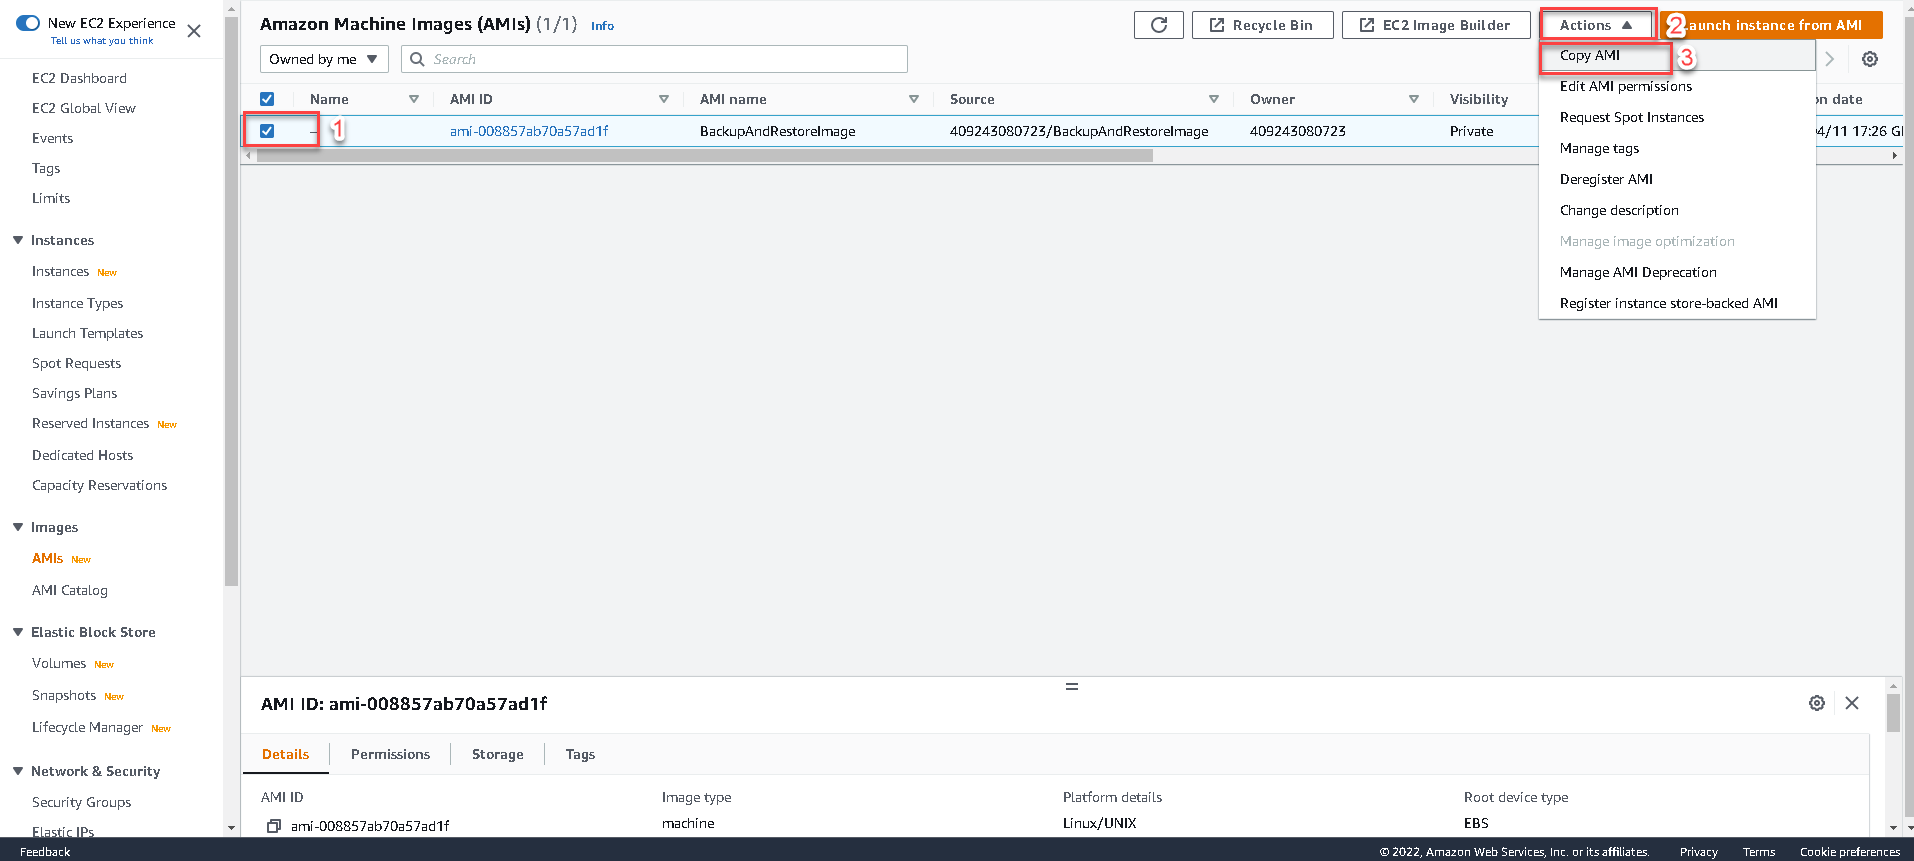 New EC2 Experience
Tell us what you think
EC2 Dashboard
EC2 Global View
Events
Tags
Limits
Instances
Instances New
Instance Types
Launch Templates
Spot Requests
Savings Plans
Reserved Instances New
Dedicated Hosts
Capacity Reservations
Images
AMIs New
AMI Catalog
Elastic Block Store
Volumes New
Snapshots New
Lifecycle Manager New
Network & Security
Security Groups
Elastic IPs
Amazon Machine Images (AMIs) (1/1) Info
Recycle Bin
EC2 Image Builder
Actions
2
Launch instance from AMI
Owned by me
Search
Copy AMI
3
Edit AMI permissions
Request Spot Instances
Manage tags
Deregister AMI
Change description
Manage image optimization
Manage AMI Deprecation
Register instance store-backed AMI
Name AMI ID AMI name Source Owner Visibility on date
– 1 ami-008857ab70a57ad1f BackupAndRestoreImage 409243080723/BackupAndRestoreImage 409243080723 Private 04/11 17:26 G
AMI ID: ami-008857ab70a57ad1f
Details Permissions Storage Tags
AMI ID Image type Platform details Root device type
ami-008857ab70a57ad1f machine Linux/UNIX EBS
Feedback © 2022, Amazon Web Services, Inc. or its affiliates. Privacy Terms Cookie preferences